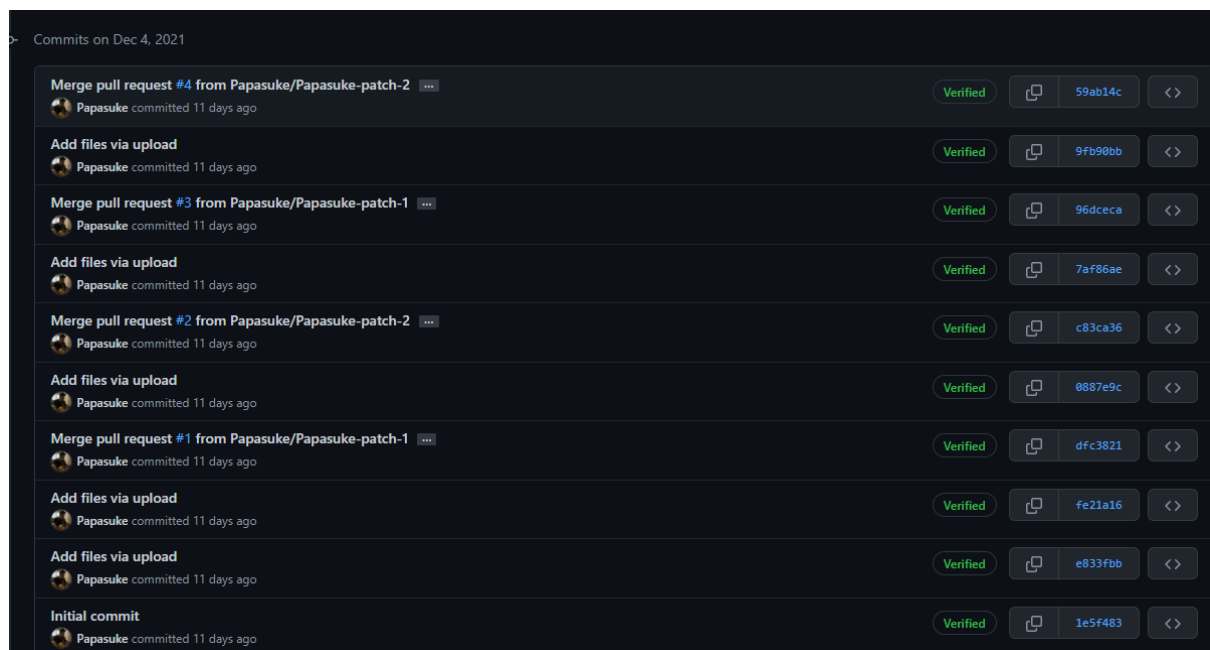 Commits on Dec 4, 2021
Merge pull request #4 from Papasuke/Papasuke-patch-2 ...
Papasuke committed 11 days ago
Verified
59ab14c
Add files via upload
Papasuke committed 11 days ago
Verified
9fb90bb
Merge pull request #3 from Papasuke/Papasuke-patch-1 ...
Papasuke committed 11 days ago
Verified
96dceca
Add files via upload
Papasuke committed 11 days ago
Verified
7af86ae
Merge pull request #2 from Papasuke/Papasuke-patch-2 ...
Papasuke committed 11 days ago
Verified
c83ca36
Add files via upload
Papasuke committed 11 days ago
Verified
0887e9c
Merge pull request #1 from Papasuke/Papasuke-patch-1 ...
Papasuke committed 11 days ago
Verified
dfc3821
Add files via upload
Papasuke committed 11 days ago
Verified
fe21a16
Add files via upload
Papasuke committed 11 days ago
Verified
e833fbb
Initial commit
Papasuke committed 11 days ago
Verified
1e5f483